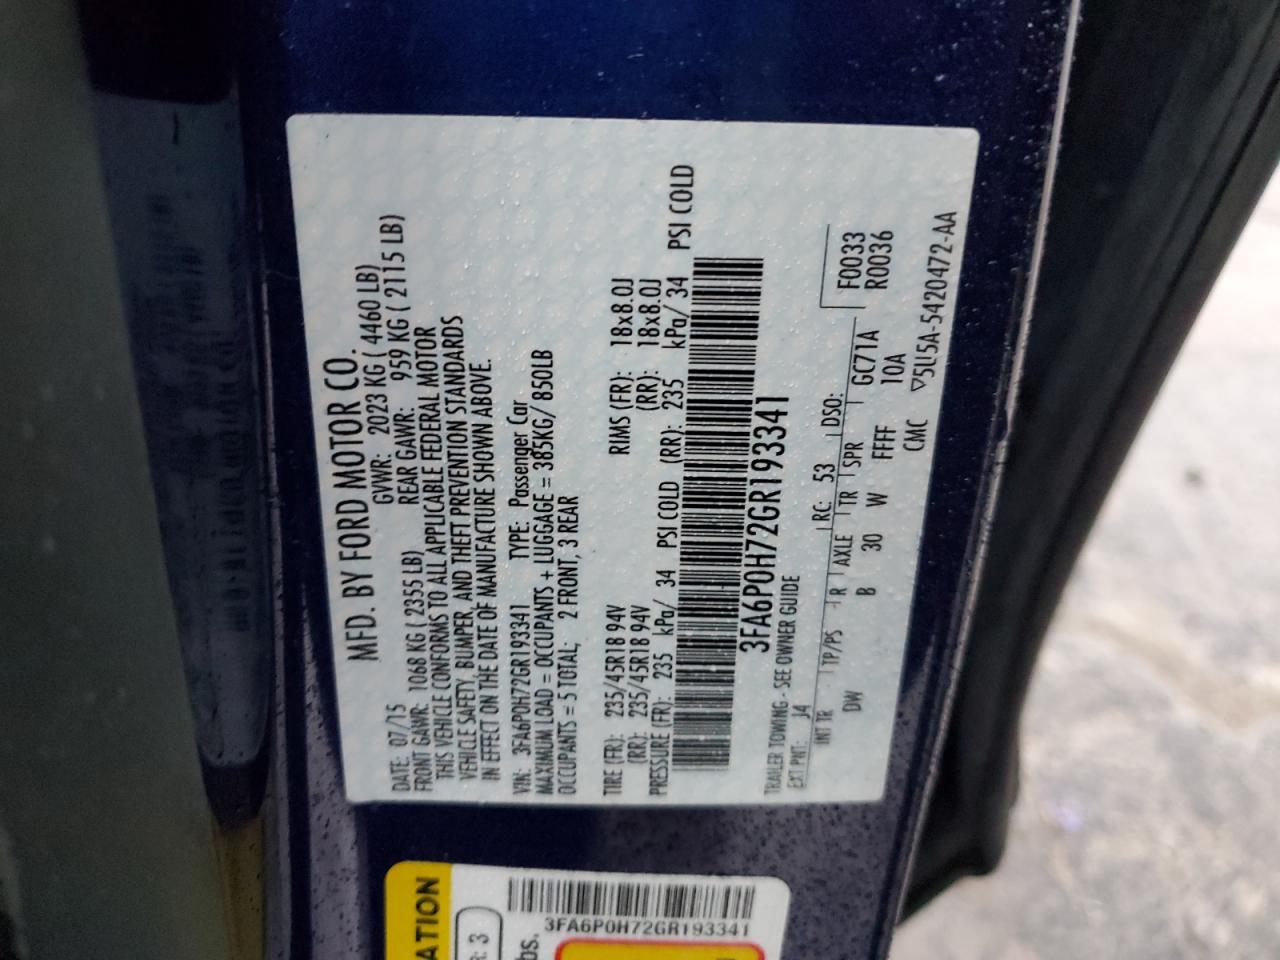 MFD. BY FORD MOTOR CO.
DATE: 07/15 GVWR: 2023 KG ( 4460 LB)
FRONT GAWR: 1068 KG ( 2355 LB) REAR GAWR: 959 KG ( 2115 LB)
THIS VEHICLE CONFORMS TO ALL APPLICABLE FEDERAL MOTOR
VEHICLE SAFETY, BUMPER, AND THEFT PREVENTION STANDARDS
IN EFFECT ON THE DATE OF MANUFACTURE SHOWN ABOVE.
VIN: 3FA6P0H72GR193341 TYPE: Passenger Car
MAXIMUM LOAD = OCCUPANTS + LUGGAGE = 385KG/ 850LB
OCCUPANTS = 5 TOTAL; 2 FRONT, 3 REAR
TIRE (FR): 235/45R18 94V RIMS (FR): 18x8.0J
(RR): 235/45R18 94V (RR): 18x8.0J
PRESSURE (FR): 235 kPa/ 34 PSI COLD (RR): 235 kPa/ 34 PSI COLD
3FA6P0H72GR193341
TRAILER TOWING - SEE OWNER GUIDE
EXT PNT: J4 RC: 53 DSO: F0033
INT TR TP/PS R AXLE TR SPR R0036
DW B 30 W FFFF GC71A
10A
CMC ▽5U5A-5420472-AA
ATION
: 3
bs.
3FA6P0H72GR193341